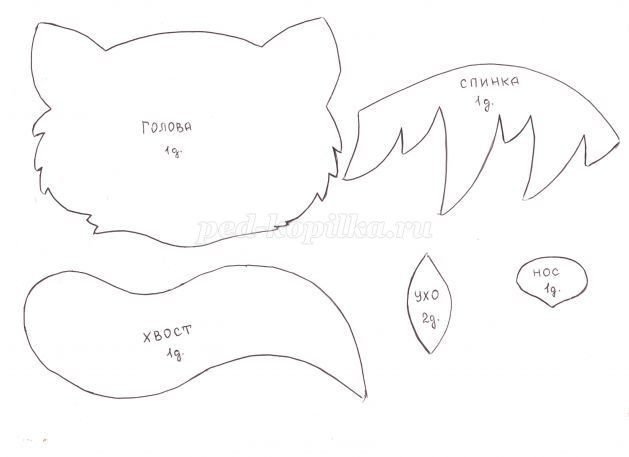 ГОЛОВА
1д.
СПИНКА
1д.
ped-kopilka.ru
ХВОСТ
1д.
УХО
2д.
НОС
1д.